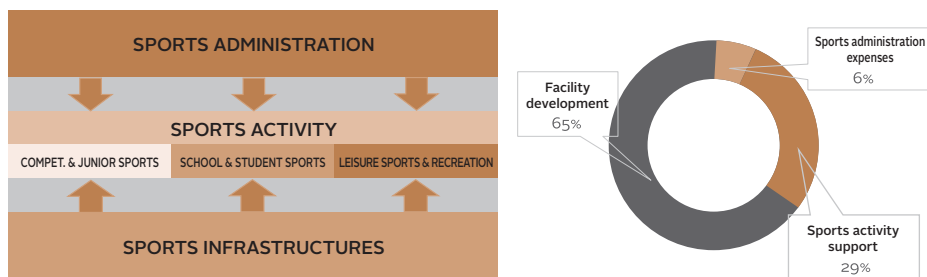 SPORTS ADMINISTRATION
SPORTS ACTIVITY
COMPET. & JUNIOR SPORTS
SCHOOL & STUDENT SPORTS
LEISURE SPORTS & RECREATION
SPORTS INFRASTRUCTURES
Sports administration
expenses
6%
Facility
development
65%
Sports activity
support
29%